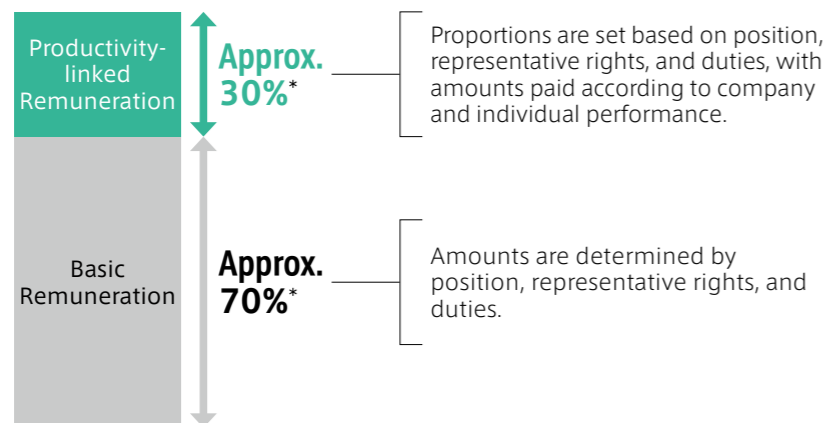 Productivity-
linked
Remuneration
Approx.
30%*
Proportions are set based on position,
representative rights, and duties, with
amounts paid according to company
and individual performance.
Basic
Remuneration
Approx.
70%*
Amounts are determined by
position, representative rights, and
duties.